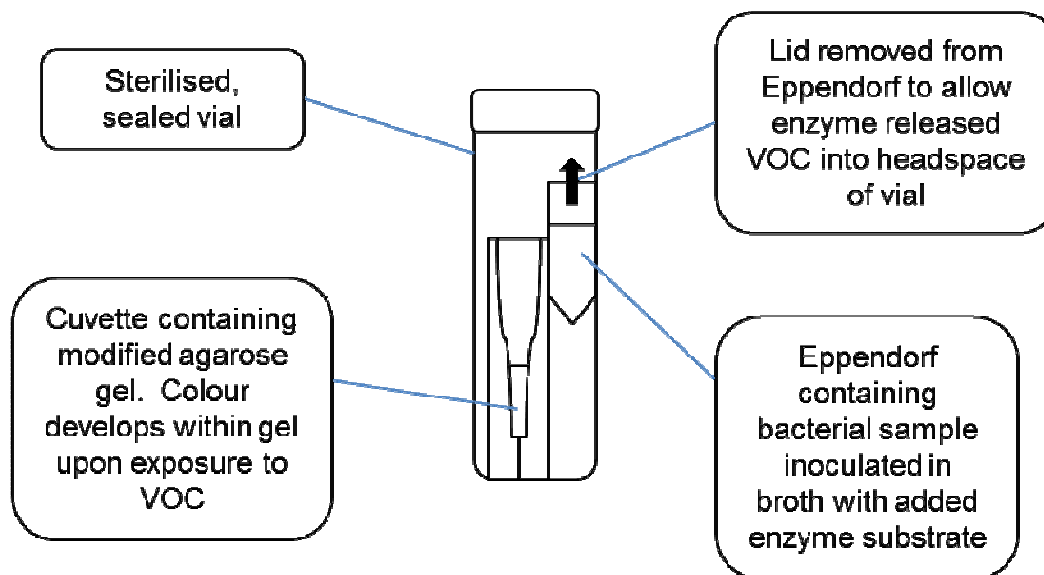 Sterilised,
sealed vial
Lid removed from
Eppendorf to allow
enzyme released
VOC into headspace
of vial
Cuvette containing
modified agarose
gel. Colour
develops within gel
upon exposure to
VOC
Eppendorf
containing
bacterial sample
inoculated in
broth with added
enzyme substrate